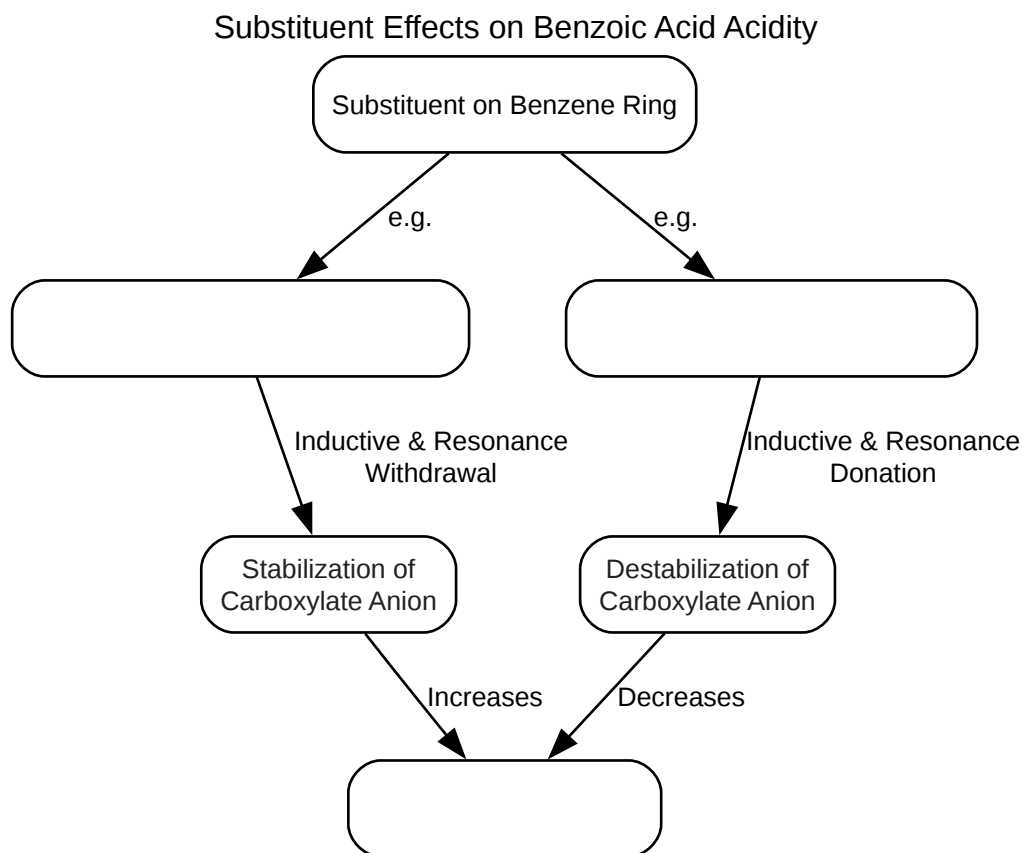 Substituent Effects on Benzoic Acid Acidity
Substituent on Benzene Ring
e.g.
e.g.
Inductive & Resonance
Withdrawal
Inductive & Resonance
Donation
Stabilization of
Carboxylate Anion
Destabilization of
Carboxylate Anion
Increases
Decreases